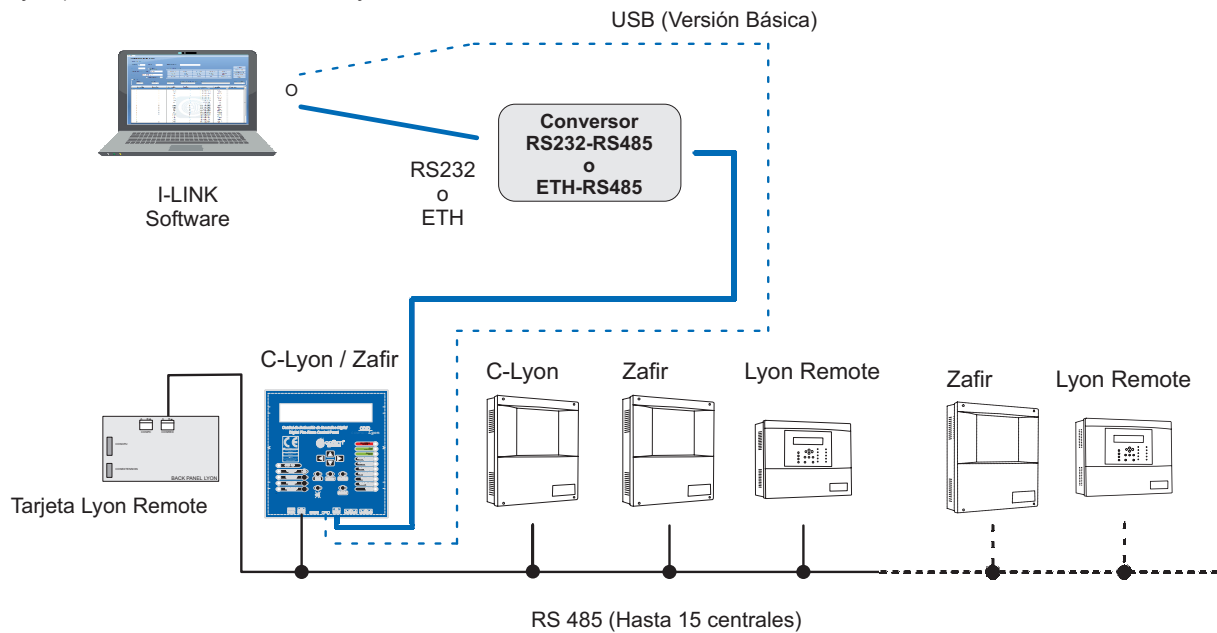 USB (Versión Básica)
O
Conversor
RS232-RS485
o
ETH-RS485
RS232
o
ETH
I-LINK
Software
C-Lyon / Zafir
C-Lyon
Zafir
Lyon Remote
Zafir
Lyon Remote
BACK PANEL LYON
Tarjeta Lyon Remote
RS 485 (Hasta 15 centrales)